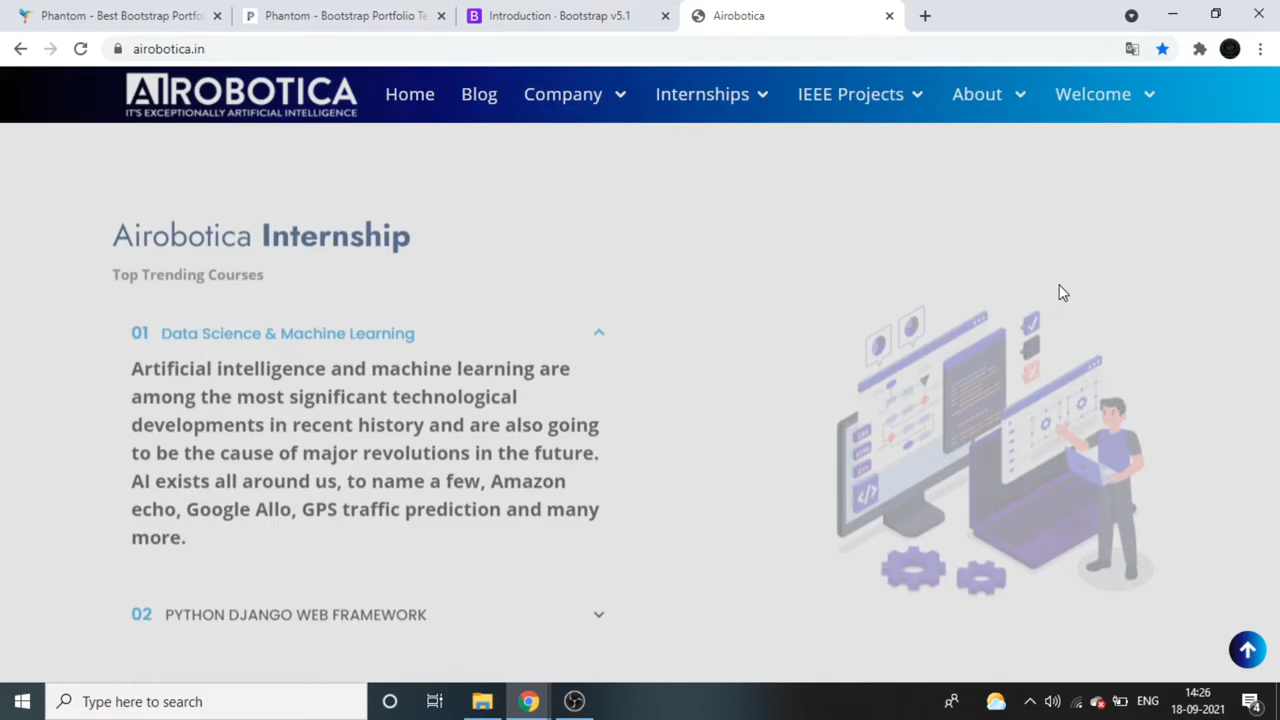 Phantom - Best Bootstrap Portfo
Phantom - Bootstrap Portfolio Te
Introduction · Bootstrap v5.1
Airobotica
airobotica.in
AIROBOTICA
IT'S EXCEPTIONALLY ARTIFICIAL INTELLIGENCE
Home
Blog
Company
Internships
IEEE Projects
About
Welcome
Airobotica Internship
Top Trending Courses
01 Data Science & Machine Learning
Artificial intelligence and machine learning are
among the most significant technological
developments in recent history and are also going
to be the cause of major revolutions in the future.
AI exists all around us, to name a few, Amazon
echo, Google Allo, GPS traffic prediction and many
more.
02 PYTHON DJANGO WEB FRAMEWORK
Type here to search
ENG
14:26
18-09-2021
4